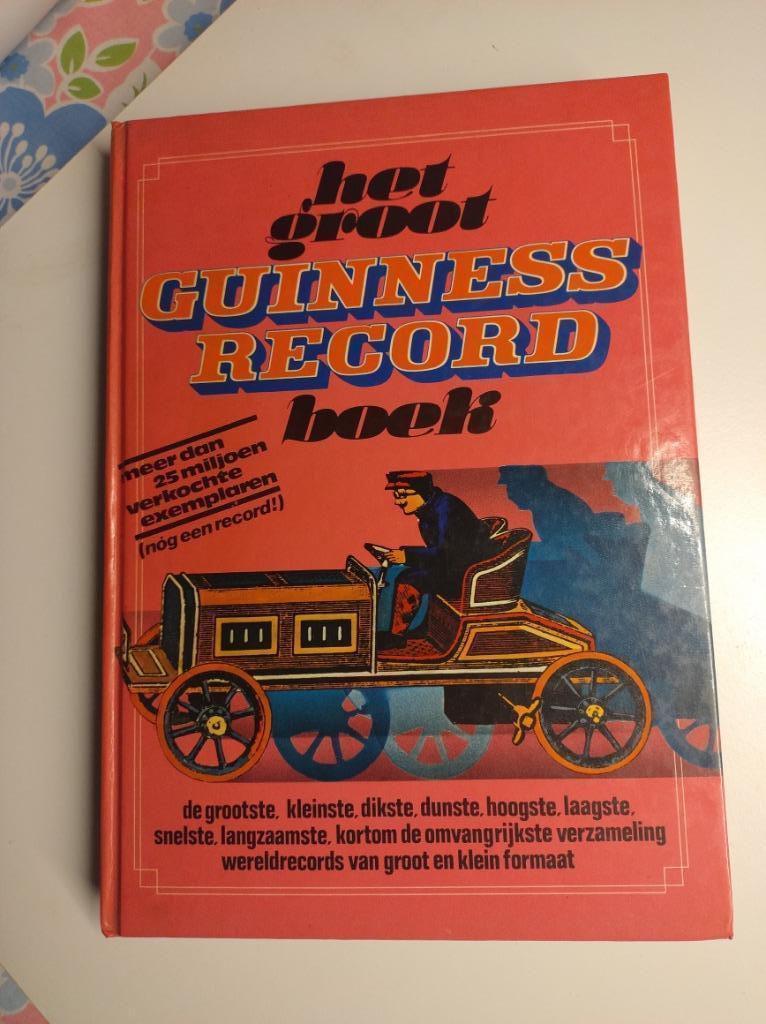 het
groot
GUINNESS
RECORD
boek
meer dan
25 miljoen
verkochte
exemplaren
(nóg een record!)
de grootste, kleinste, dikste, dunste, hoogste, laagste,
snelste, langzaamste, kortom de omvangrijkste verzameling
wereldrecords van groot en klein formaat